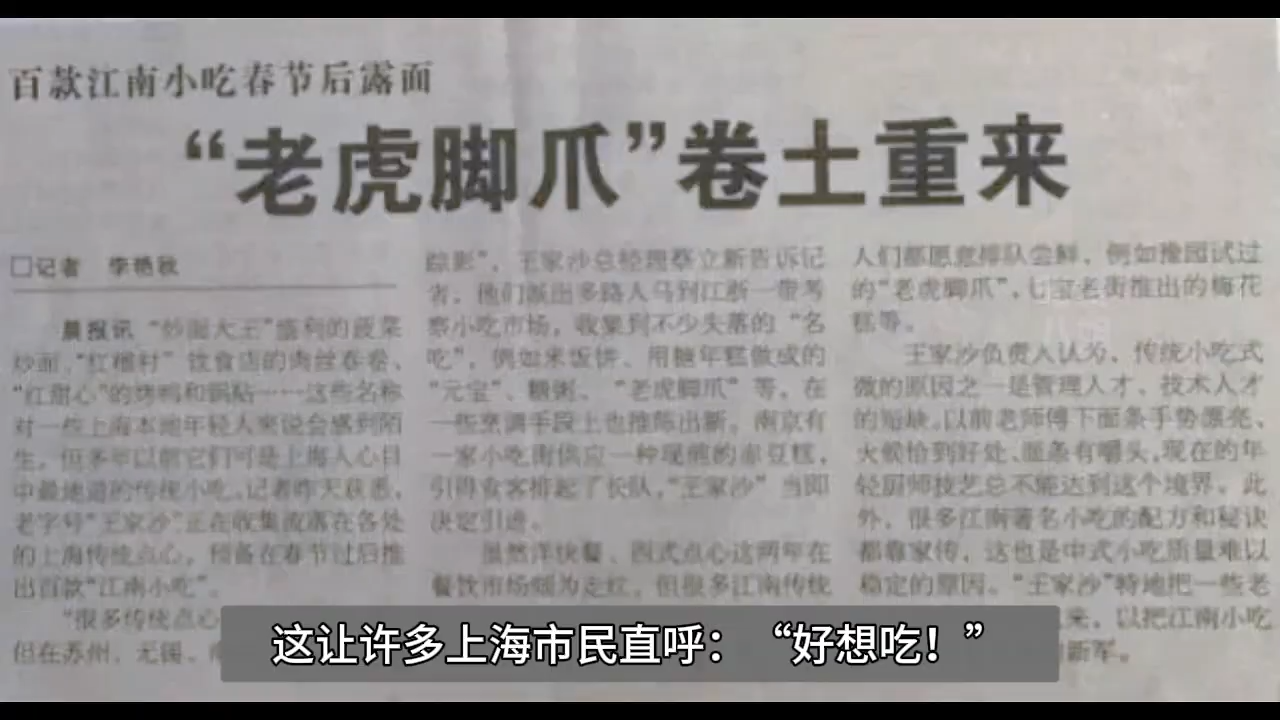 百款江南小吃春节后露面
“老虎脚爪”卷土重来
□记者 李艳秋
晨报讯 “炒面大王”盛利的菠菜
炒面、“红榴村”饮食店的肉丝春卷、
“红甜心”的烤鸭和锅贴……这些名称
对一些上海本地年轻人来说会感到陌
生，但多年以前它们可是上海人心目
中最地道的传统小吃。记者昨天获悉，
老字号“王家沙”正在收集流落在各处
的上海传统点心，预备在春节过后推
出百款“江南小吃”。
“很多传统点心
但在苏州、无锡、
踪影”，王家沙总经理蔡立新告诉记
者，他们派出多路人马到江浙一带考
察小吃市场，收集到不少失落的“名
吃”，例如米饭饼、用糖年糕做成的
“元宝”、糖粥、“老虎脚爪”等。在
一些烹调手段上也推陈出新。南京有
一家小吃街供应一种现做的赤豆糕，
引得食客排起了长队，“王家沙”当即
决定引进。
虽然洋快餐、西式点心这两年在
餐饮市场颇为走红，但很多江南传统
人们都愿意排队尝鲜，例如豫园试过
的“老虎脚爪”，七宝老街推出的梅花
糕等。
王家沙负责人认为，传统小吃式
微的原因之一是管理人才、技术人才
的短缺。以前老师傅下面条手势漂亮、
火候恰到好处、面条有嚼头，现在的年
轻厨师技艺总不能达到这个境界。此
外，很多江南著名小吃的配方和秘诀
都靠家传，这也是中式小吃质量难以
稳定的原因。“王家沙”特地把一些老
来，以把江南小吃
新军。
这让许多上海市民直呼：“好想吃！”